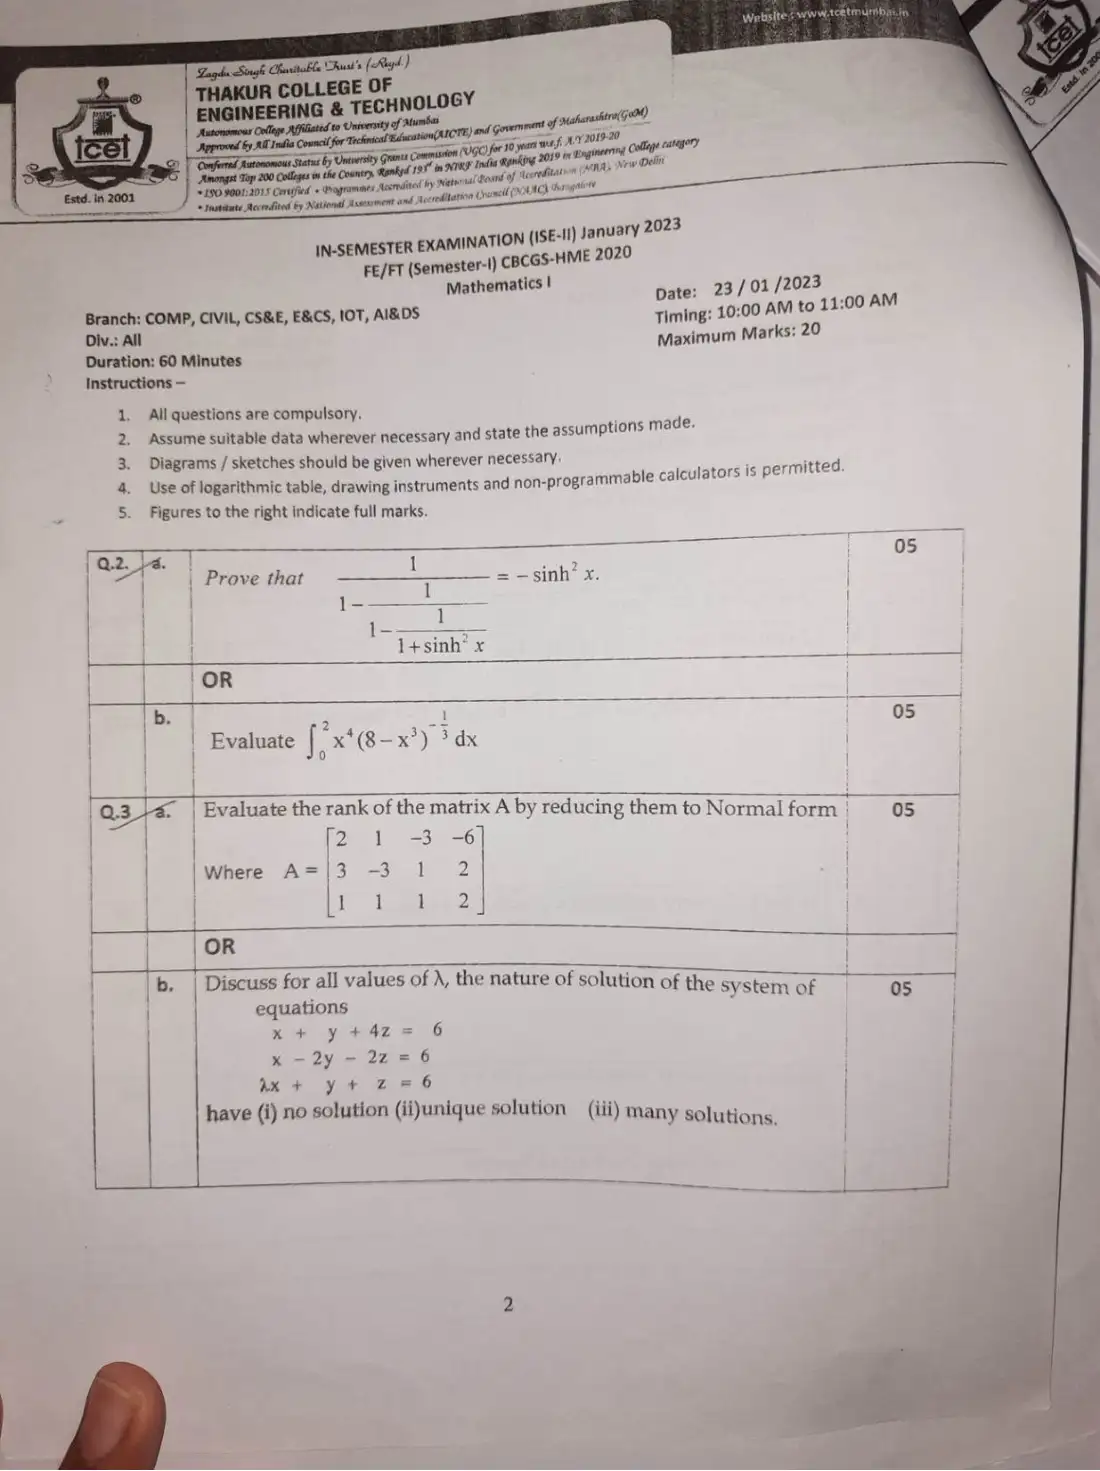 Website : www.tcetmumbai.in
Zagdu Singh Charitable Trust's (Regd.)
THAKUR COLLEGE OF
ENGINEERING & TECHNOLOGY
Autonomous College Affiliated to University of Mumbai
Approved by All India Council for Technical Education(AICTE) and Government of Maharashtra(GoM)
Conferred Autonomous Status by University Grants Commission (UGC) for 10 years w.e.f. A.Y 2019-20
Amongst Top 200 Colleges in the Country, Ranked 193rd in NIRF India Ranking 2019 in Engineering College category
• ISO 9001:2015 Certified • Programmes Accredited by National Board of Accreditation (NBA), New Delhi
• Institute Accredited by National Assessment and Accreditation Council (NAAC), Bangalore
tcet
®
Estd. in 2001
tcet
Estd. in 200
IN-SEMESTER EXAMINATION (ISE-II) January 2023
FE/FT (Semester-I) CBCGS-HME 2020
Mathematics I
Branch: COMP, CIVIL, CS&E, E&CS, IOT, AI&DS
Div.: All
Duration: 60 Minutes
Instructions –
Date: 23 / 01 /2023
Timing: 10:00 AM to 11:00 AM
Maximum Marks: 20
1. All questions are compulsory.
2. Assume suitable data wherever necessary and state the assumptions made.
3. Diagrams / sketches should be given wherever necessary.
4. Use of logarithmic table, drawing instruments and non-programmable calculators is permitted.
5. Figures to the right indicate full marks.
Q.2. a. Prove that 1/(1 - 1/(1 - 1/(1 + sinh² x))) = − sinh² x. 05
OR
b. Evaluate ∫₀² x⁴(8 − x³)^(−1/3) dx 05
Q.3 a. Evaluate the rank of the matrix A by reducing them to Normal form 05
2 1 −3 −6
Where A = 3 −3 1 2
1 1 1 2
OR
b. Discuss for all values of λ, the nature of solution of the system of 05
equations
x + y + 4z = 6
x − 2y − 2z = 6
λx + y + z = 6
have (i) no solution (ii)unique solution (iii) many solutions.
2